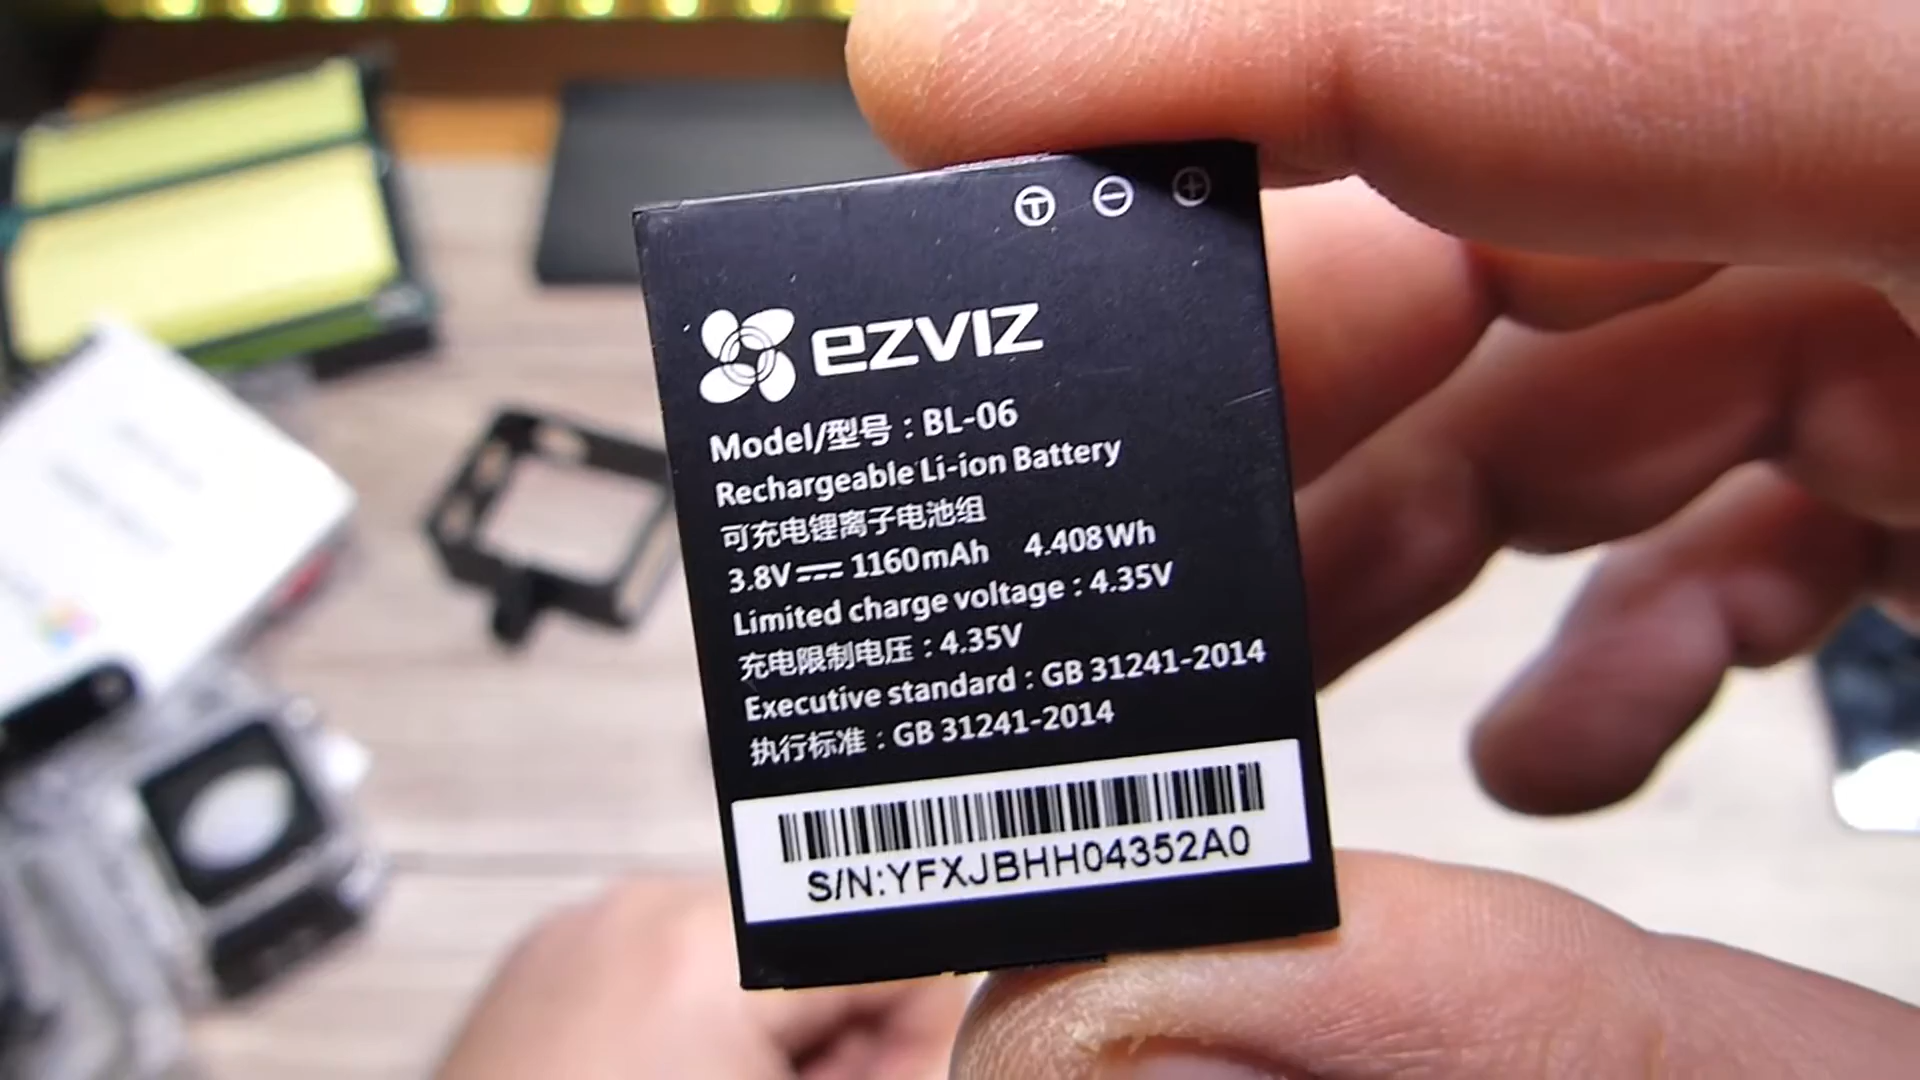 T − +
ezviz
Model/型号：BL-06
Rechargeable Li-ion Battery
可充电锂离子电池组
3.8V⎓1160mAh 4.408Wh
Limited charge voltage：4.35V
充电限制电压：4.35V
Executive standard：GB 31241-2014
执行标准：GB 31241-2014
S/N:YFXJBHH04352A0